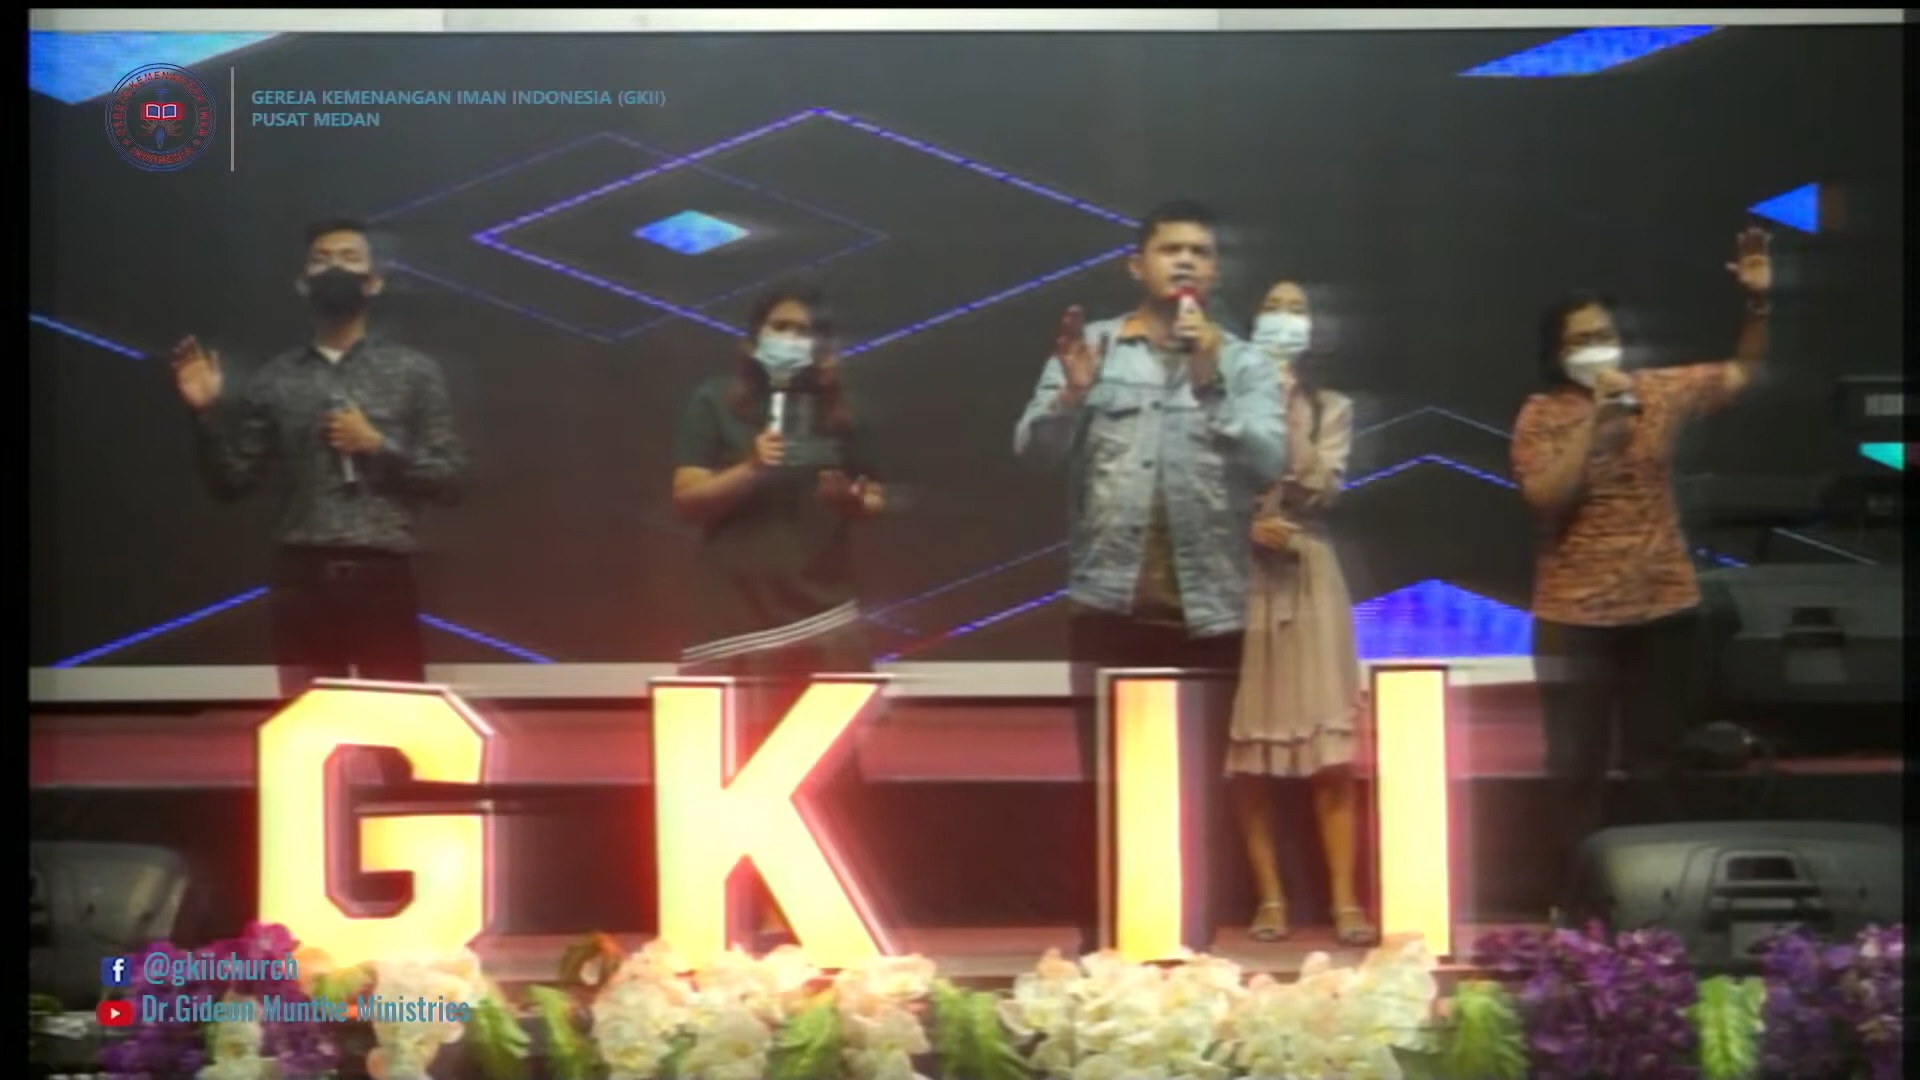 GEREJA KEMENANGAN IMAN INDONESIA (GKII)
PUSAT MEDAN
GKII
@gkiichurch
Dr.Gideon Munthe Ministries